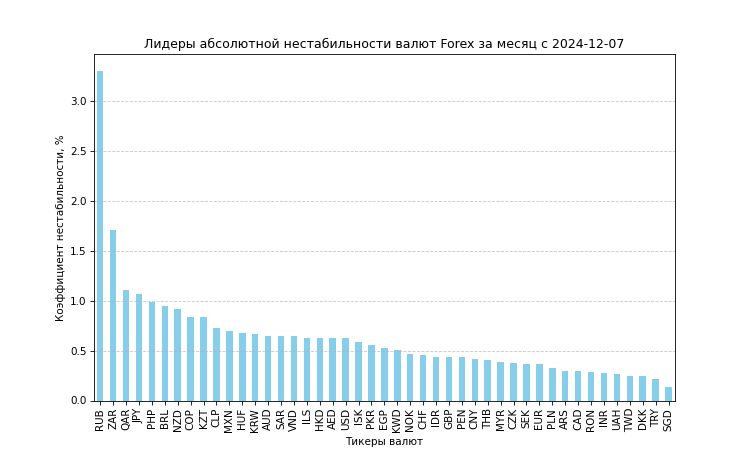 Лидеры абсолютной нестабильности валют Forex за месяц с 2024-12-07
Коэффициент нестабильности, %
3.0
2.5
2.0
1.5
1.0
0.5
0.0
RUB
ZAR
QAR
JPY
PHP
BRL
NZD
COP
KZT
CLP
MXN
HUF
KRW
AUD
SAR
VND
ILS
HKD
AED
USD
ISK
PKR
EGP
KWD
NOK
CHF
IDR
GBP
PEN
CNY
THB
MYR
CZK
SEK
EUR
PLN
ARS
CAD
RON
INR
UAH
TWD
DKK
TRY
SGD
Тикеры валют